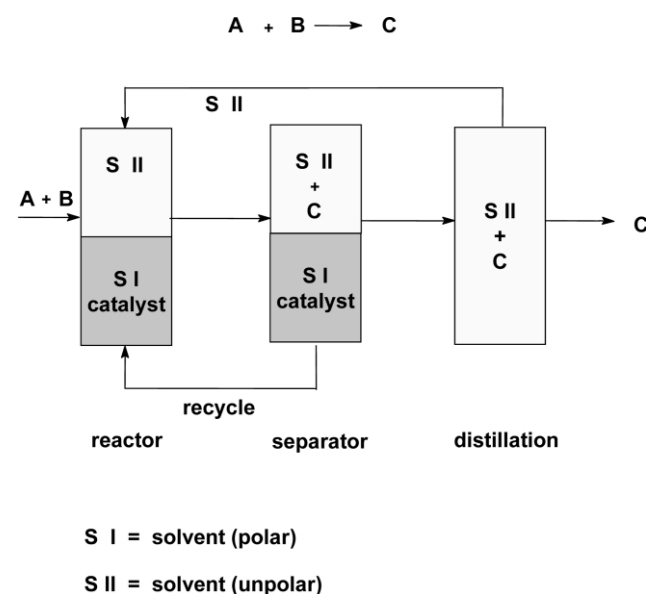 A + B → C
S II
S II
A + B
S I
catalyst
S II
+
C
S I
catalyst
S II
+
C
C
recycle
reactor
separator
distillation
S I = solvent (polar)
S II = solvent (unpolar)